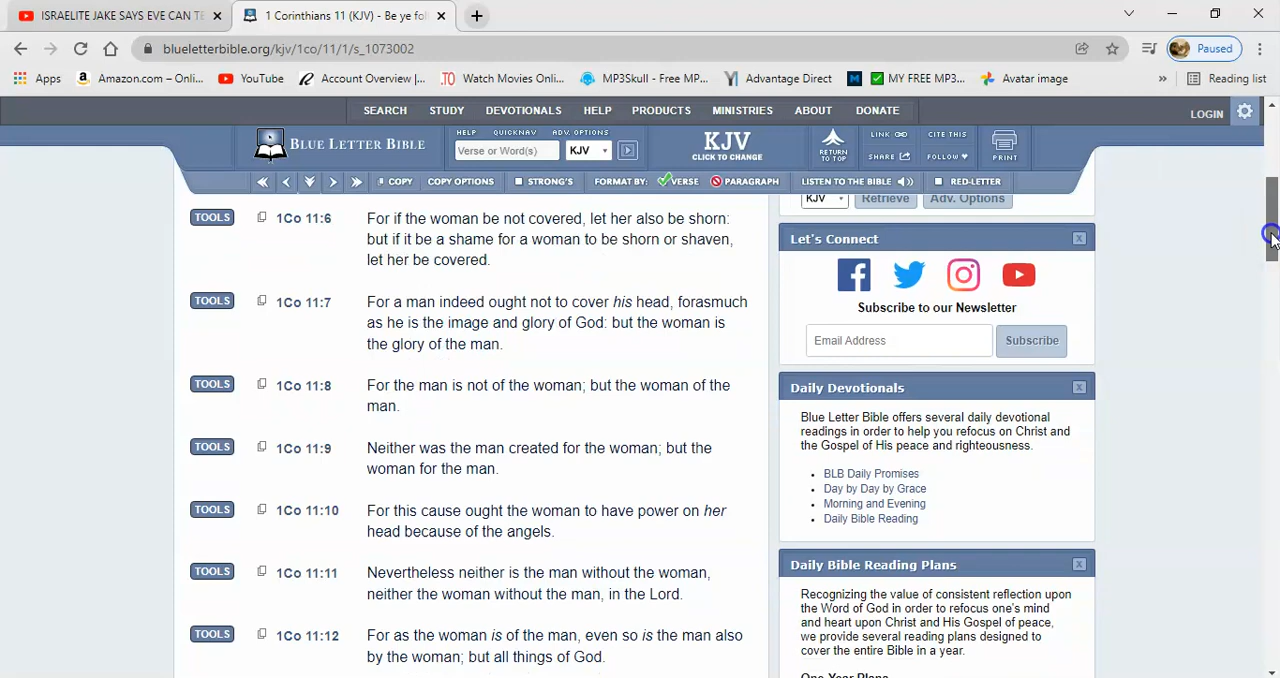 ISRAELITE JAKE SAYS EVE CAN TE
1 Corinthians 11 (KJV) - Be ye fol
blueletterbible.org/kjv/1co/11/1/s_1073002
Paused
Apps
Amazon.com – Onli...
YouTube
Account Overview |...
Watch Movies Onl...
MP3Skull - Free MP...
Advantage Direct
MY FREE MP3...
Avatar image
»
Reading list
SEARCH
STUDY
DEVOTIONALS
HELP
PRODUCTS
MINISTRIES
ABOUT
DONATE
LOGIN
BLUE LETTER BIBLE
HELP
QUICKNAV
ADV. OPTIONS
Verse or Word(s)
KJV
KJV
CLICK TO CHANGE
RETURN
TO TOP
LINK
SHARE
CITE THIS
FOLLOW
PRINT
COPY
COPY OPTIONS
STRONG'S
FORMAT BY:
VERSE
PARAGRAPH
LISTEN TO THE BIBLE
RED-LETTER
TOOLS
1Co 11:6
For if the woman be not covered, let her also be shorn:
but if it be a shame for a woman to be shorn or shaven,
let her be covered.
TOOLS
1Co 11:7
For a man indeed ought not to cover his head, forasmuch
as he is the image and glory of God: but the woman is
the glory of the man.
TOOLS
1Co 11:8
For the man is not of the woman; but the woman of the
man.
TOOLS
1Co 11:9
Neither was the man created for the woman; but the
woman for the man.
TOOLS
1Co 11:10
For this cause ought the woman to have power on her
head because of the angels.
TOOLS
1Co 11:11
Nevertheless neither is the man without the woman,
neither the woman without the man, in the Lord.
TOOLS
1Co 11:12
For as the woman is of the man, even so is the man also
by the woman; but all things of God.
KJV
Retrieve
Adv. Options
Let's Connect
X
Subscribe to our Newsletter
Email Address
Subscribe
Daily Devotionals
X
Blue Letter Bible offers several daily devotional
readings in order to help you refocus on Christ and
the Gospel of His peace and righteousness.
BLB Daily Promises
Day by Day by Grace
Morning and Evening
Daily Bible Reading
Daily Bible Reading Plans
X
Recognizing the value of consistent reflection upon
the Word of God in order to refocus one's mind
and heart upon Christ and His Gospel of peace,
we provide several reading plans designed to
cover the entire Bible in a year.
One-Year Plans